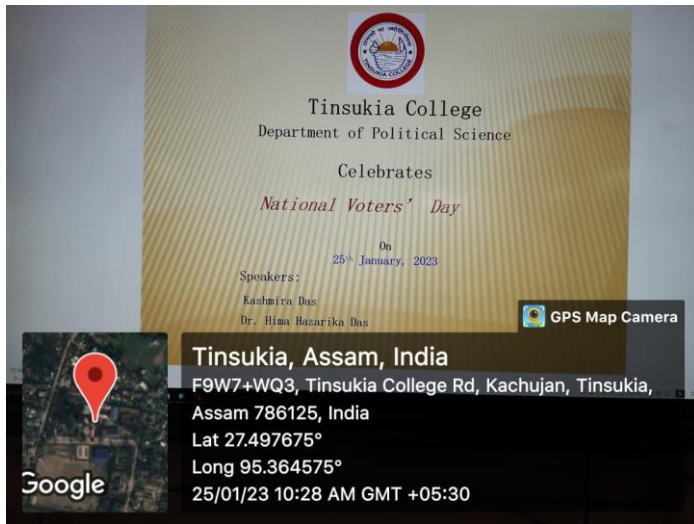 TINSUKIA COLLEGE
Tinsukia College
Department of Political Science
Celebrates
National Voters' Day
On
25th January, 2023
Speakers:
Kashmira Das
Dr. Hima Hazarika Das
GPS Map Camera
Tinsukia, Assam, India
F9W7+WQ3, Tinsukia College Rd, Kachujan, Tinsukia,
Assam 786125, India
Lat 27.497675°
Long 95.364575°
25/01/23 10:28 AM GMT +05:30
Google